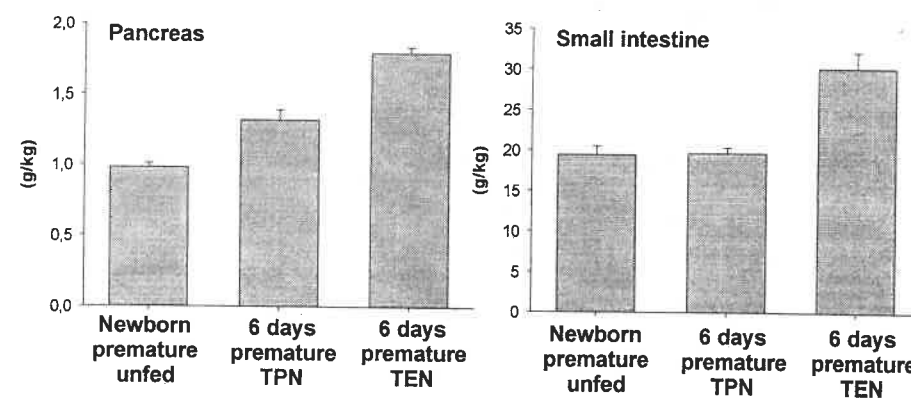 Pancreas
2,0
1,5
1,0
0,5
0,0
(g/kg)
Newborn
premature
unfed
6 days
premature
TPN
6 days
premature
TEN
Small intestine
35
30
25
20
15
10
5
0
(g/kg)
Newborn
premature
unfed
6 days
premature
TPN
6 days
premature
TEN